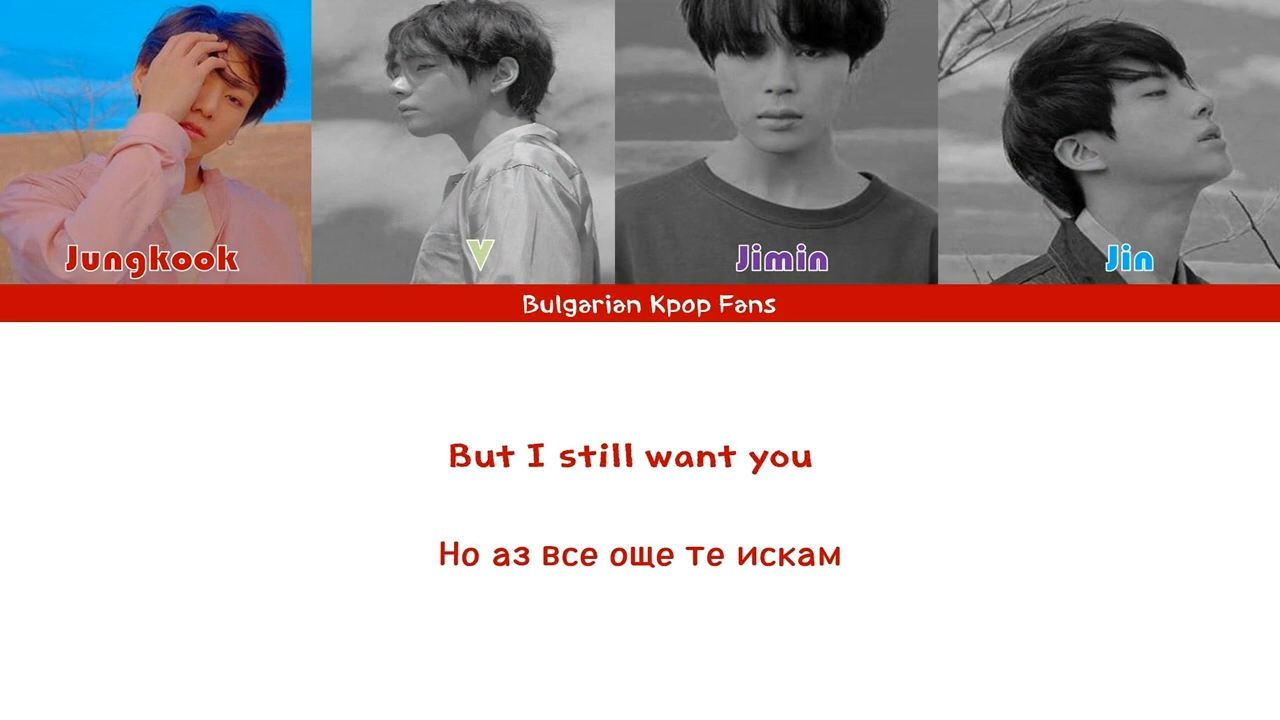 Jungkook
V
Jimin
Jin
Bulgarian Kpop Fans
But I still want you
Но аз все още те искам